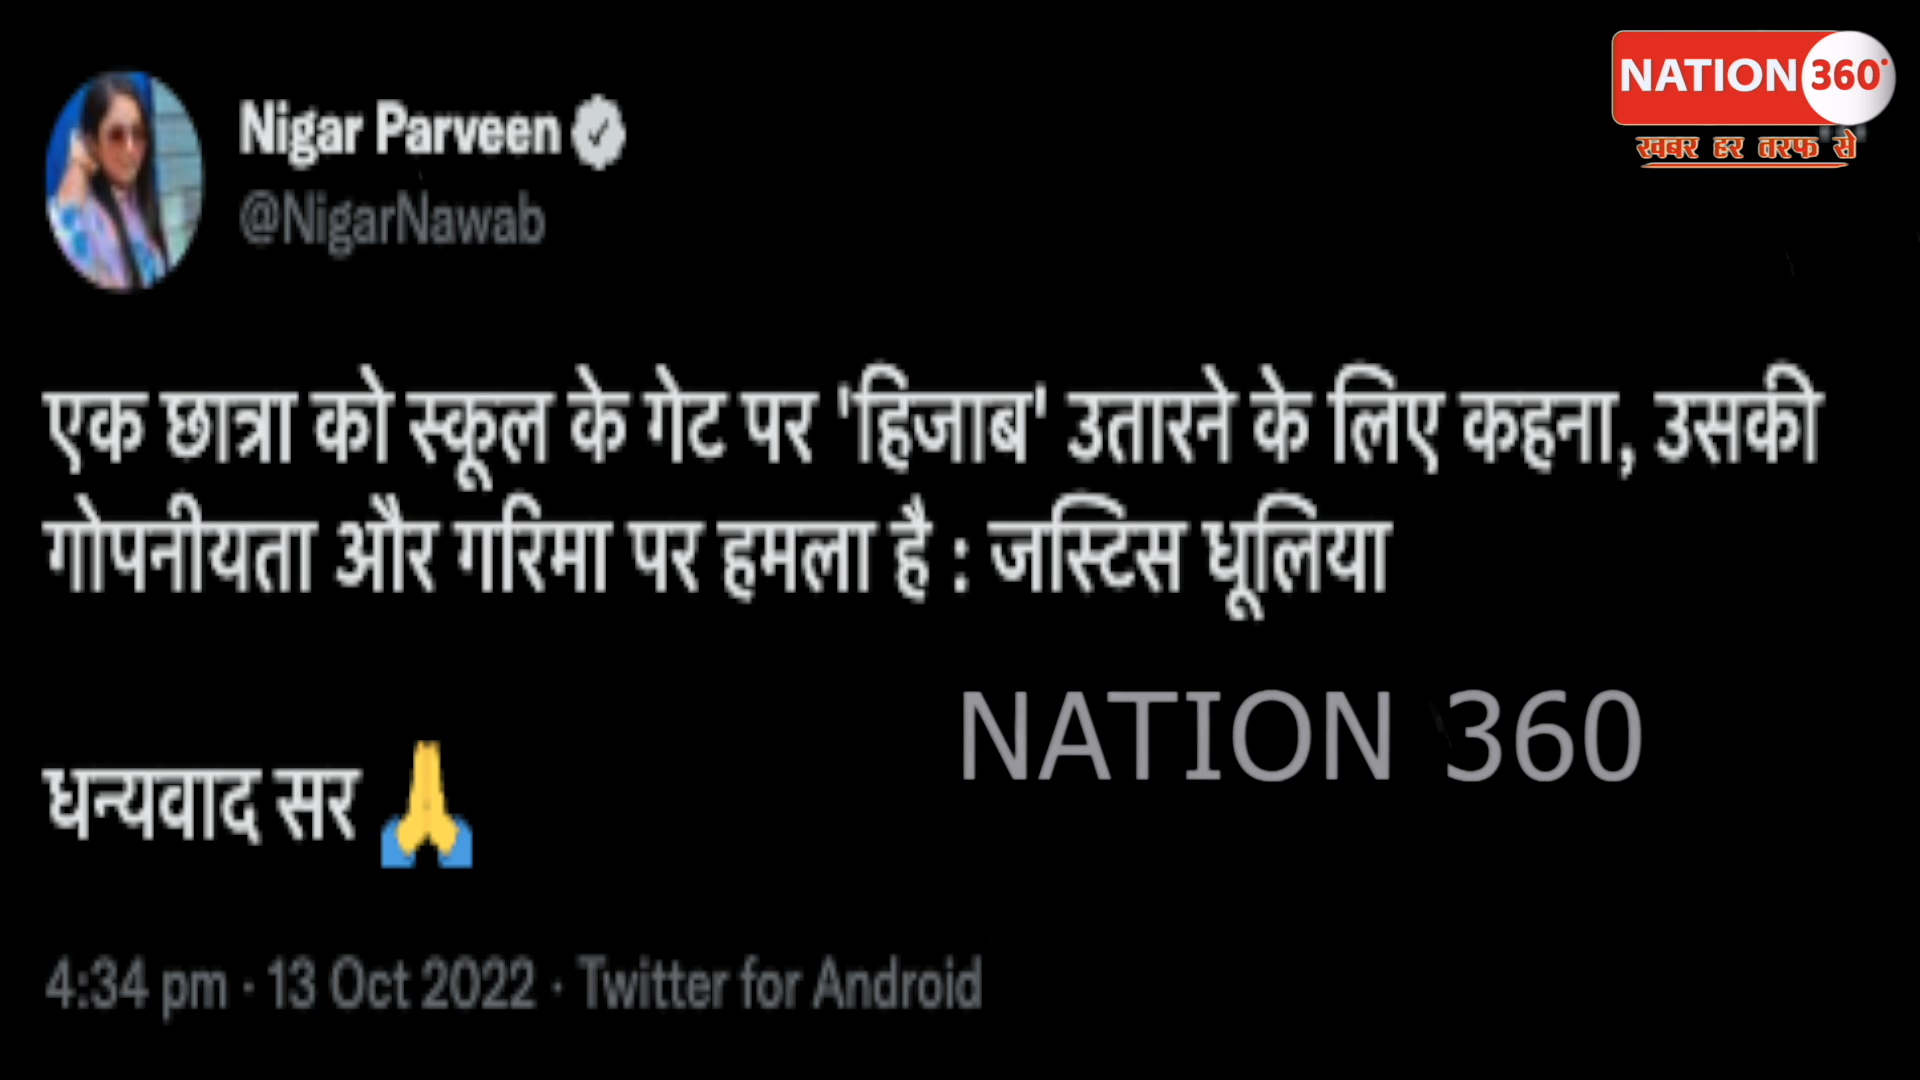 NATION 360°
खबर हर तरफ से
Nigar Parveen
@NigarNawab
एक छात्रा को स्कूल के गेट पर 'हिजाब' उतारने के लिए कहना, उसकी
गोपनीयता और गरिमा पर हमला है : जस्टिस धूलिया
NATION 360
धन्यवाद सर 🙏
4:34 pm · 13 Oct 2022 · Twitter for Android